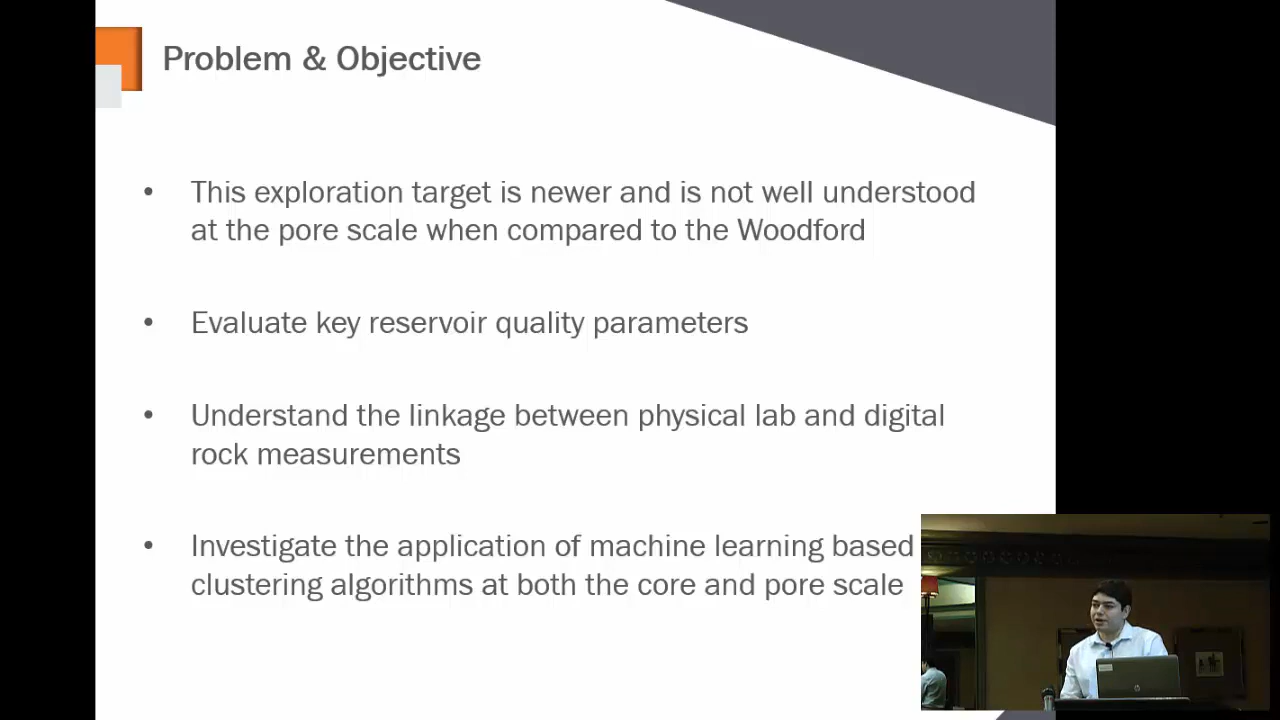 Problem & Objective
• This exploration target is newer and is not well understood
at the pore scale when compared to the Woodford
• Evaluate key reservoir quality parameters
• Understand the linkage between physical lab and digital
rock measurements
• Investigate the application of machine learning based
clustering algorithms at both the core and pore scale